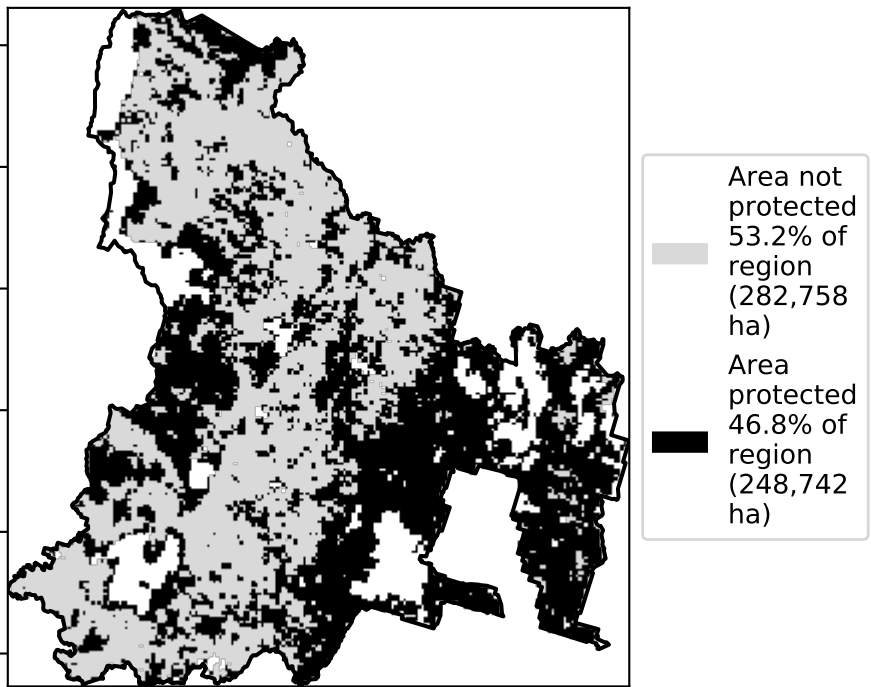 Area not
protected
53.2% of
region
(282,758
ha)
Area
protected
46.8% of
region
(248,742
ha)